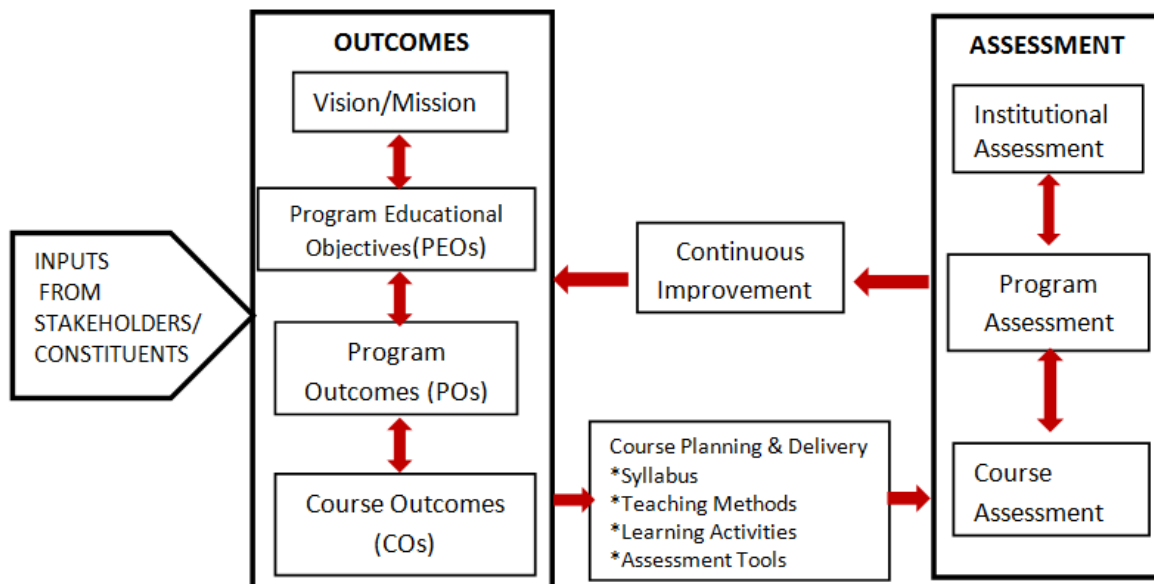 INPUTS
FROM
STAKEHOLDERS/
CONSTITUENTS
OUTCOMES
Vision/Mission
Program Educational
Objectives(PEOs)
Program
Outcomes (POs)
Course Outcomes
(COs)
Continuous
Improvement
Course Planning & Delivery
*Syllabus
*Teaching Methods
*Learning Activities
*Assessment Tools
ASSESSMENT
Institutional
Assessment
Program
Assessment
Course
Assessment